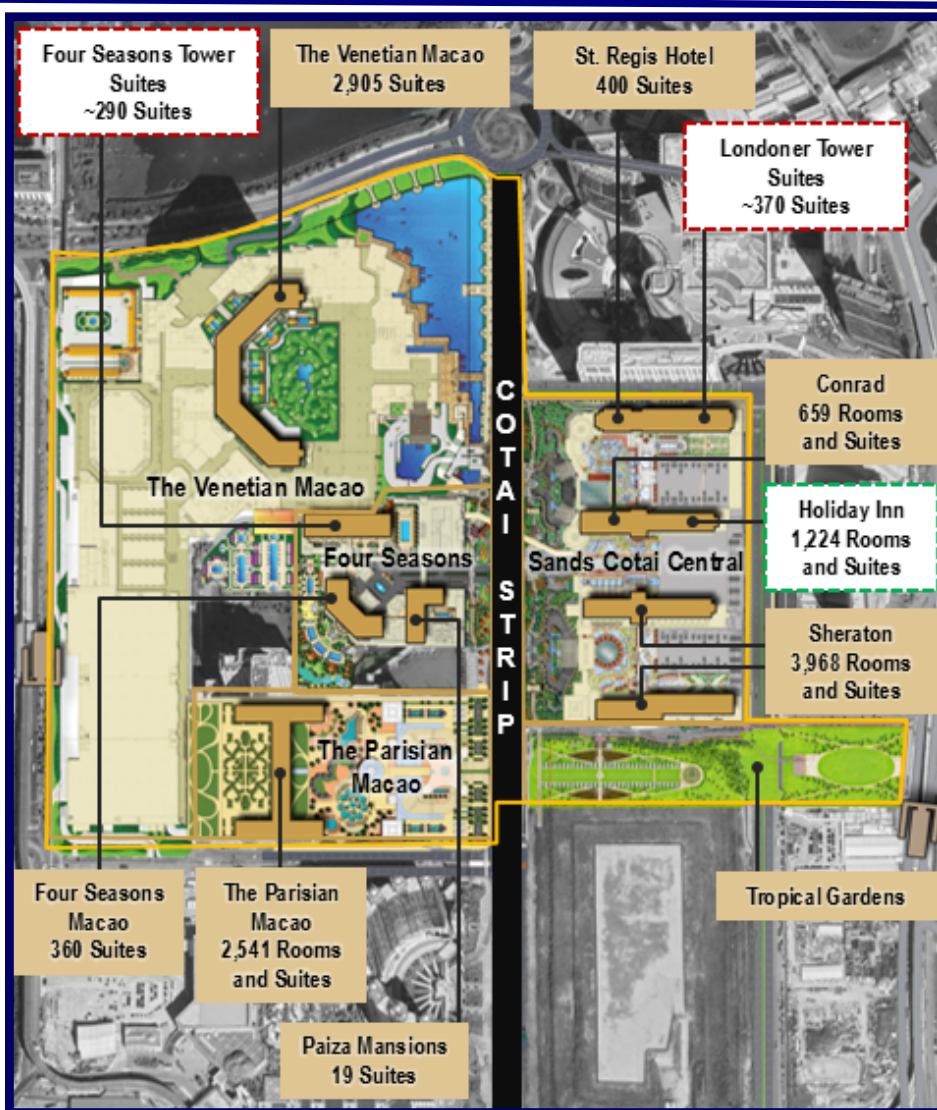 Four Seasons Tower
Suites
~290 Suites
The Venetian Macao
2,905 Suites
St. Regis Hotel
400 Suites
Londoner Tower
Suites
~370 Suites
Conrad
659 Rooms
and Suites
Holiday Inn
1,224 Rooms
and Suites
Sheraton
3,968 Rooms
and Suites
The Venetian Macao
Four Seasons
Sands Cotai Central
COTAI STRIP
The Parisian
Macao
Four Seasons
Macao
360 Suites
The Parisian
Macao
2,541 Rooms
and Suites
Tropical Gardens
Paiza Mansions
19 Suites